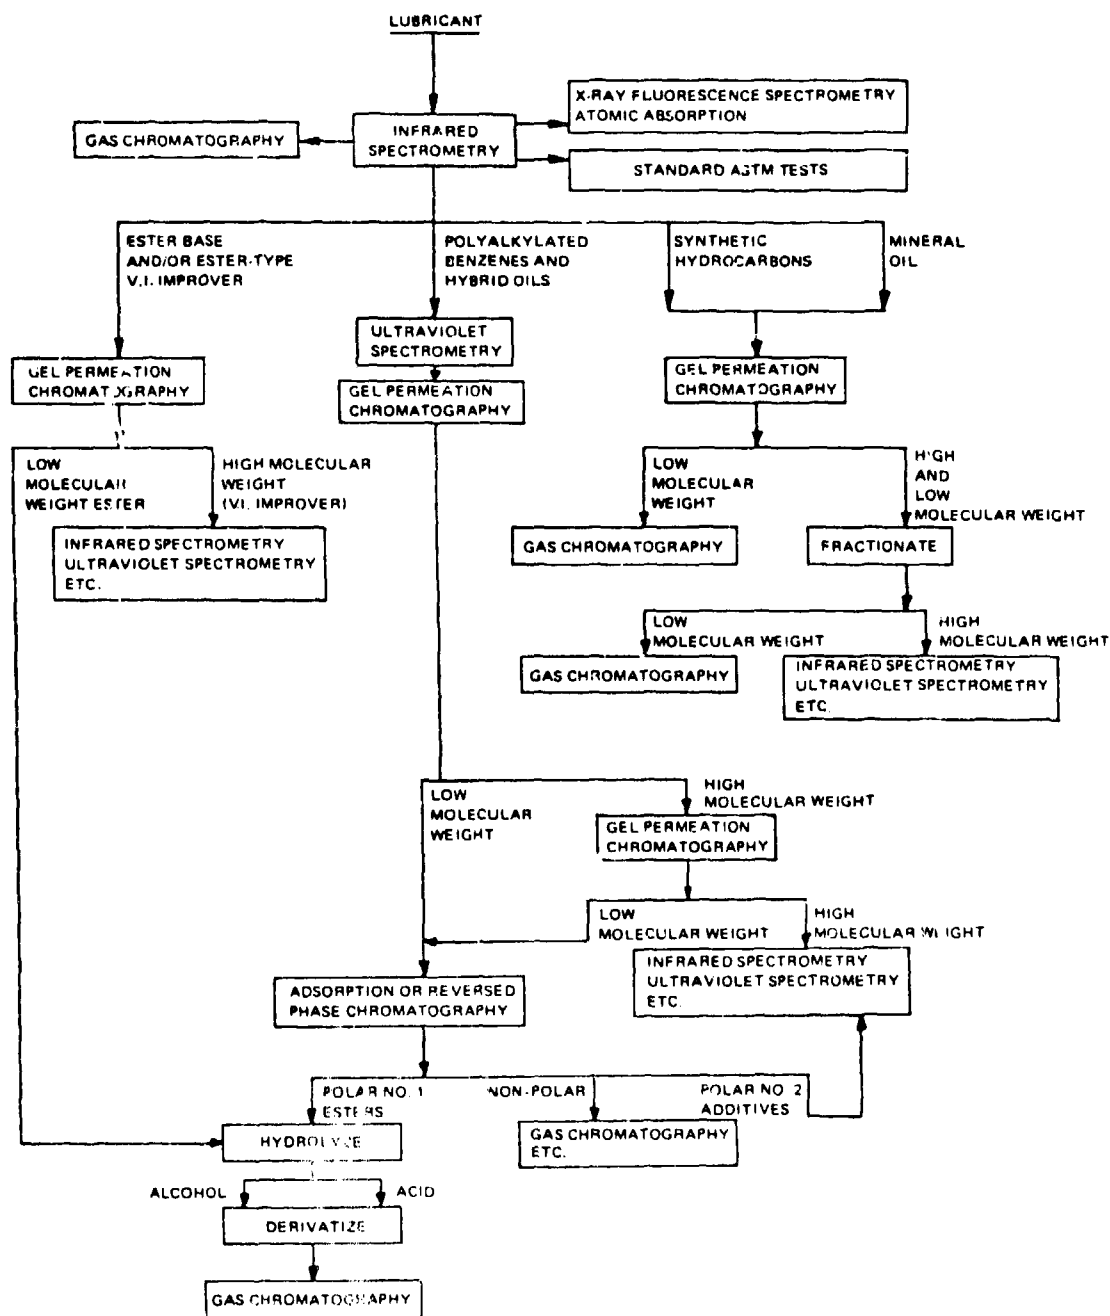 LUBRICANT
X-RAY FLUORESCENCE SPECTROMETRY
ATOMIC ABSORPTION
GAS CHROMATOGRAPHY
INFRARED
SPECTROMETRY
STANDARD ASTM TESTS
ESTER BASE
AND/OR ESTER-TYPE
V.I. IMPROVER
POLYALKYLATED
BENZENES AND
HYBRID OILS
SYNTHETIC
HYDROCARBONS
MINERAL
OIL
ULTRAVIOLET
SPECTROMETRY
GEL PERMEATION
CHROMATOGRAPHY
GEL PERMEATION
CHROMATOGRAPHY
GEL PERMEATION
CHROMATOGRAPHY
LOW
MOLECULAR
WEIGHT ESTER
HIGH MOLECULAR
WEIGHT
(V.I. IMPROVER)
LOW
MOLECULAR
WEIGHT
HIGH
AND
LOW
MOLECULAR WEIGHT
INFRARED SPECTROMETRY
ULTRAVIOLET SPECTROMETRY
ETC.
GAS CHROMATOGRAPHY
FRACTIONATE
LOW
MOLECULAR WEIGHT
HIGH
MOLECULAR WEIGHT
GAS CHROMATOGRAPHY
INFRARED SPECTROMETRY
ULTRAVIOLET SPECTROMETRY
ETC.
LOW
MOLECULAR
WEIGHT
HIGH
MOLECULAR WEIGHT
GEL PERMEATION
CHROMATOGRAPHY
LOW
MOLECULAR WEIGHT
HIGH
MOLECULAR WEIGHT
INFRARED SPECTROMETRY
ULTRAVIOLET SPECTROMETRY
ETC.
ADSORPTION OR REVERSED
PHASE CHROMATOGRAPHY
POLAR NO. 1
ESTERS
NON-POLAR
POLAR NO. 2
ADDITIVES
HYDROLYZE
GAS CHROMATOGRAPHY
ETC.
ALCOHOL
ACID
DERIVATIZE
GAS CHROMATOGRAPHY